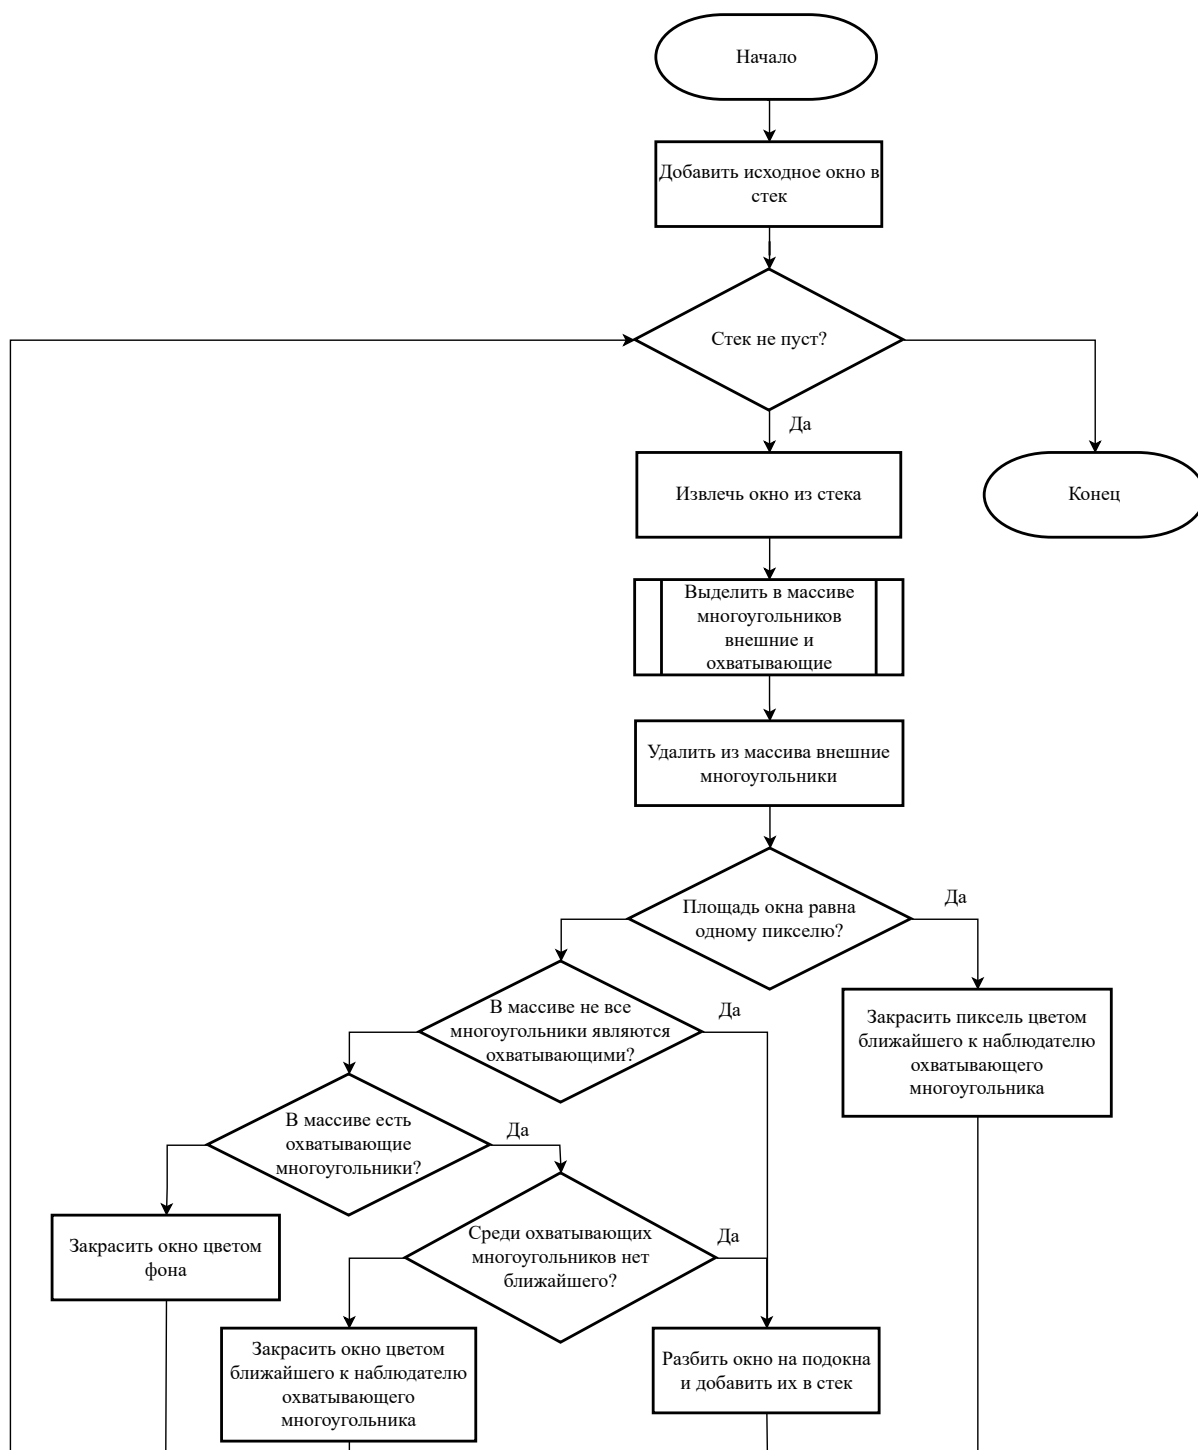 Начало
Добавить исходное окно в
стек
Стек не пуст?
Да
Извлечь окно из стека
Конец
Выделить в массиве
многоугольников
внешние и
охватывающие
Удалить из массива внешние
многоугольники
Площадь окна равна
одному пикселю?
Да
В массиве не все
многоугольники являются
охватывающими?
Да
Закрасить пиксель цветом
ближайшего к наблюдателю
охватывающего
многоугольника
В массиве есть
охватывающие
многоугольники?
Да
Среди охватывающих
многоугольников нет
ближайшего?
Да
Закрасить окно цветом
фона
Закрасить окно цветом
ближайшего к наблюдателю
охватывающего
многоугольника
Разбить окно на подокна
и добавить их в стек